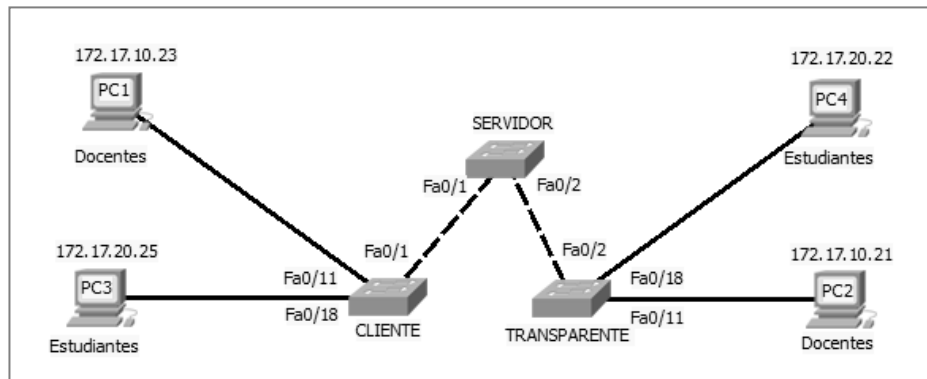 172.17.10.23
PC1
Docentes
172.17.20.22
PC4
Estudiantes
SERVIDOR
Fa0/1
Fa0/2
172.17.20.25
PC3
Estudiantes
Fa0/11
Fa0/18
Fa0/1
CLIENTE
Fa0/2
TRANSPARENTE
Fa0/18
Fa0/11
172.17.10.21
PC2
Docentes